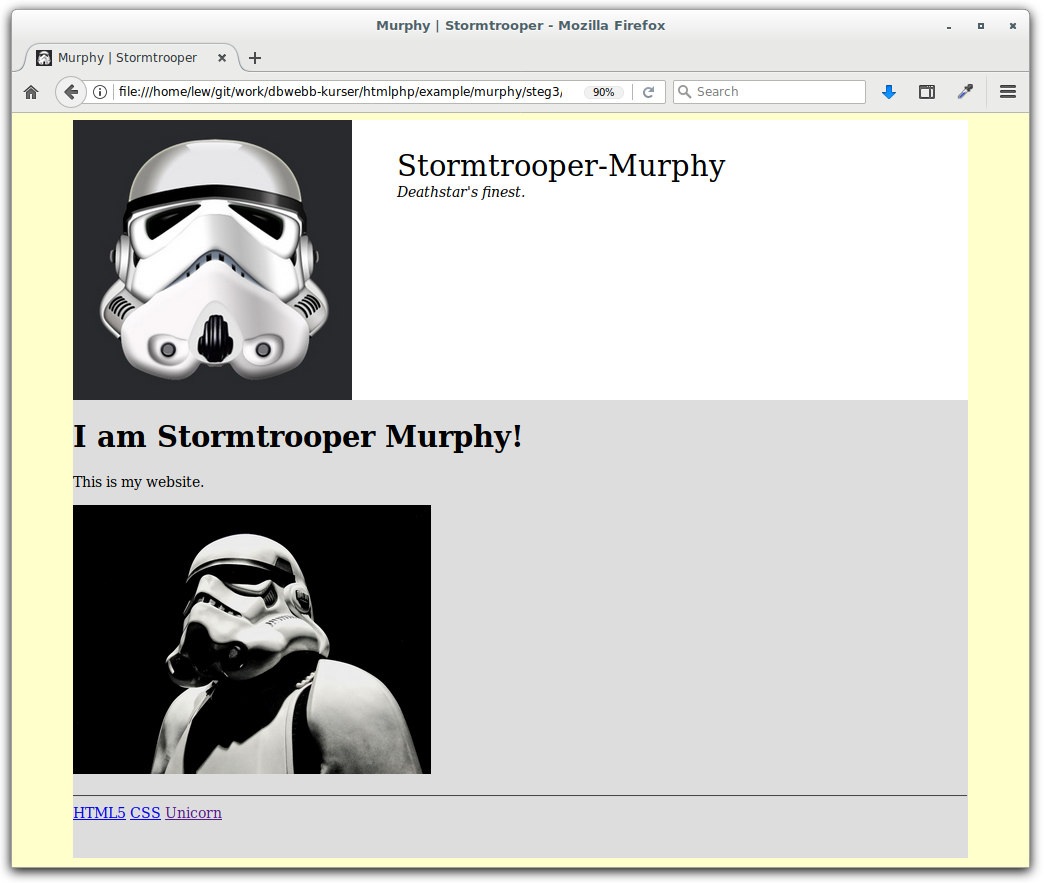 Murphy | Stormtrooper - Mozilla Firefox
Murphy | Stormtrooper
file:///home/lew/git/work/dbwebb-kurser/htmlphp/example/murphy/steg3/ 90% Search
Stormtrooper-Murphy
Deathstar's finest.
I am Stormtrooper Murphy!
This is my website.
HTML5 CSS Unicorn